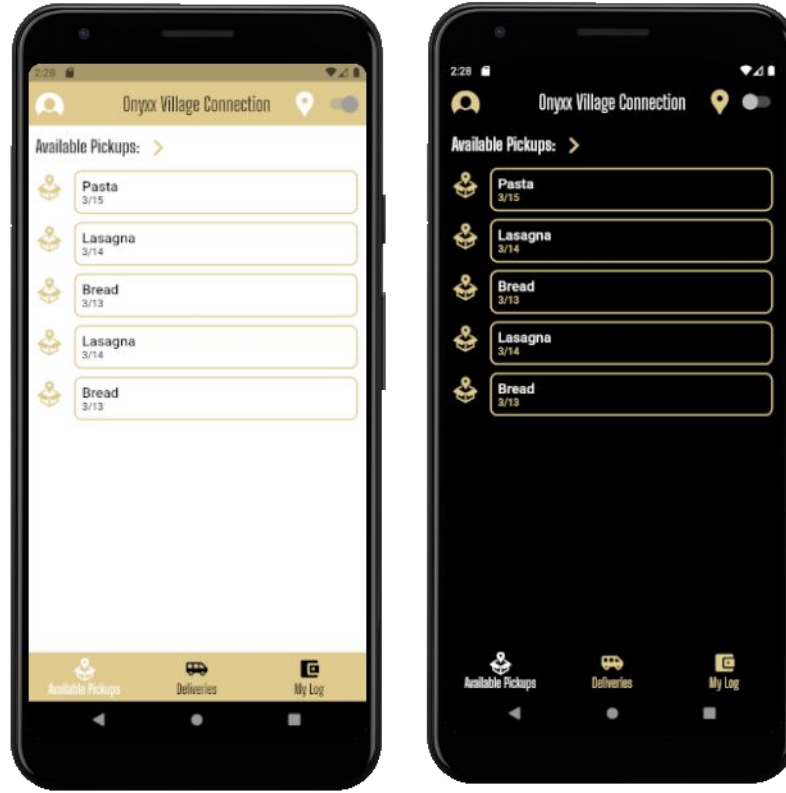 2:28
Onyxx Village Connection
Available Pickups:
Pasta
3/15
Lasagna
3/14
Bread
3/13
Lasagna
3/14
Bread
3/13
Available Pickups
Deliveries
My Log
2:28
Onyxx Village Connection
Available Pickups:
Pasta
3/15
Lasagna
3/14
Bread
3/13
Lasagna
3/14
Bread
3/13
Available Pickups
Deliveries
My Log